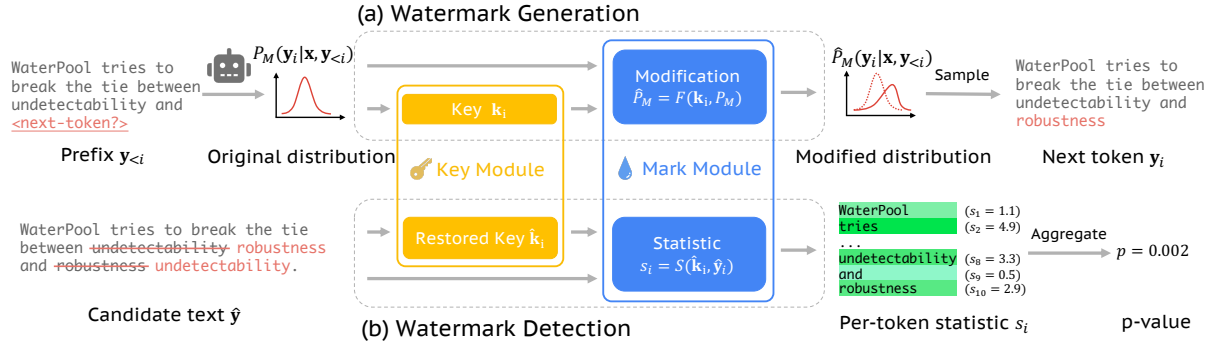 (a) Watermark Generation
WaterPool tries to
break the tie between
undetectability and
<next-token?>
Prefix 𝐲<i
P_M(𝐲_i|𝐱, 𝐲_{<i})
Original distribution
Key 𝐤_i
Modification
P̂_M = F(𝐤_i, P_M)
P̂_M(𝐲_i|𝐱, 𝐲_{<i})
Modified distribution
Sample
WaterPool tries to
break the tie between
undetectability and
robustness
Next token 𝐲_i
Key Module
Mark Module
WaterPool tries to break the tie
between undetectability robustness
and robustness undetectability.
Candidate text 𝐲̂
Restored Key 𝐤̂_i
Statistic
s_i = S(𝐤̂_i, 𝐲̂_i)
(b) Watermark Detection
WaterPool (s_1 = 1.1)
tries (s_2 = 4.9)
...
undetectability (s_8 = 3.3)
and (s_9 = 0.5)
robustness (s_10 = 2.9)
Per-token statistic s_i
Aggregate
p = 0.002
p-value